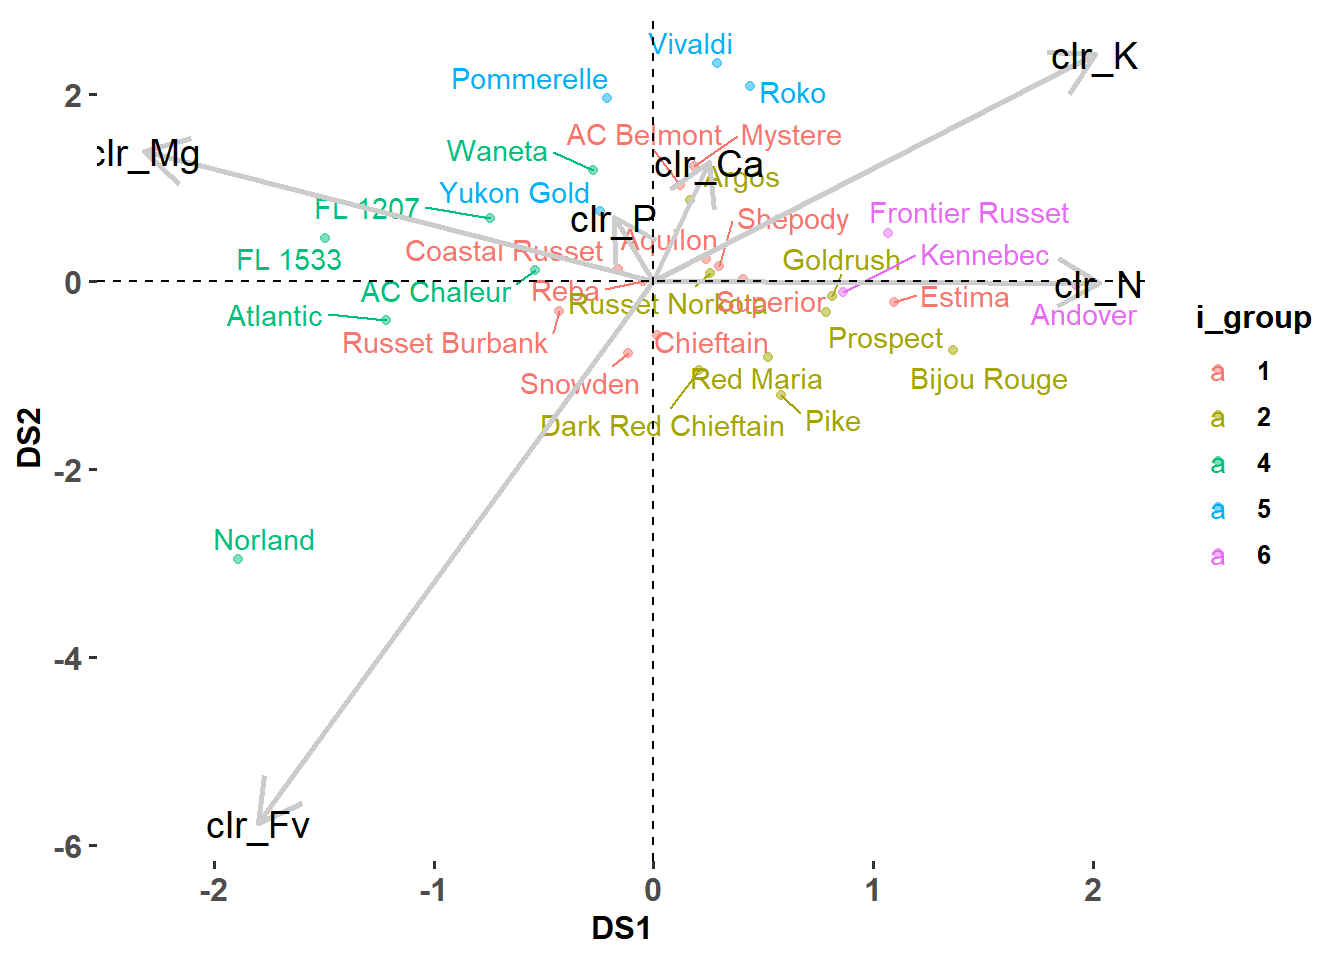 Vivaldi
clr_K
Pommerelle
2
Roko
AC Belmont
Mystere
clr_Mg
Waneta
clr_Ca
Argos
Yukon Gold
FL 1207
clr_P
Shepody
Frontier Russet
Aquilon
Coastal Russet
Kennebec
FL 1533
Goldrush
0
AC Chaleur
Reba
clr_N
Russet Norkota
Superior
Estima
Atlantic
Andover
i_group
Russet Burbank
Chieftain
Prospect
a 1
Snowden
Red Maria
Bijou Rouge
a 2
Dark Red Chieftain
Pike
DS2
-2
a 4
a 5
Norland
a 6
-4
clr_Fv
-6
-2 -1 0 1 2
DS1